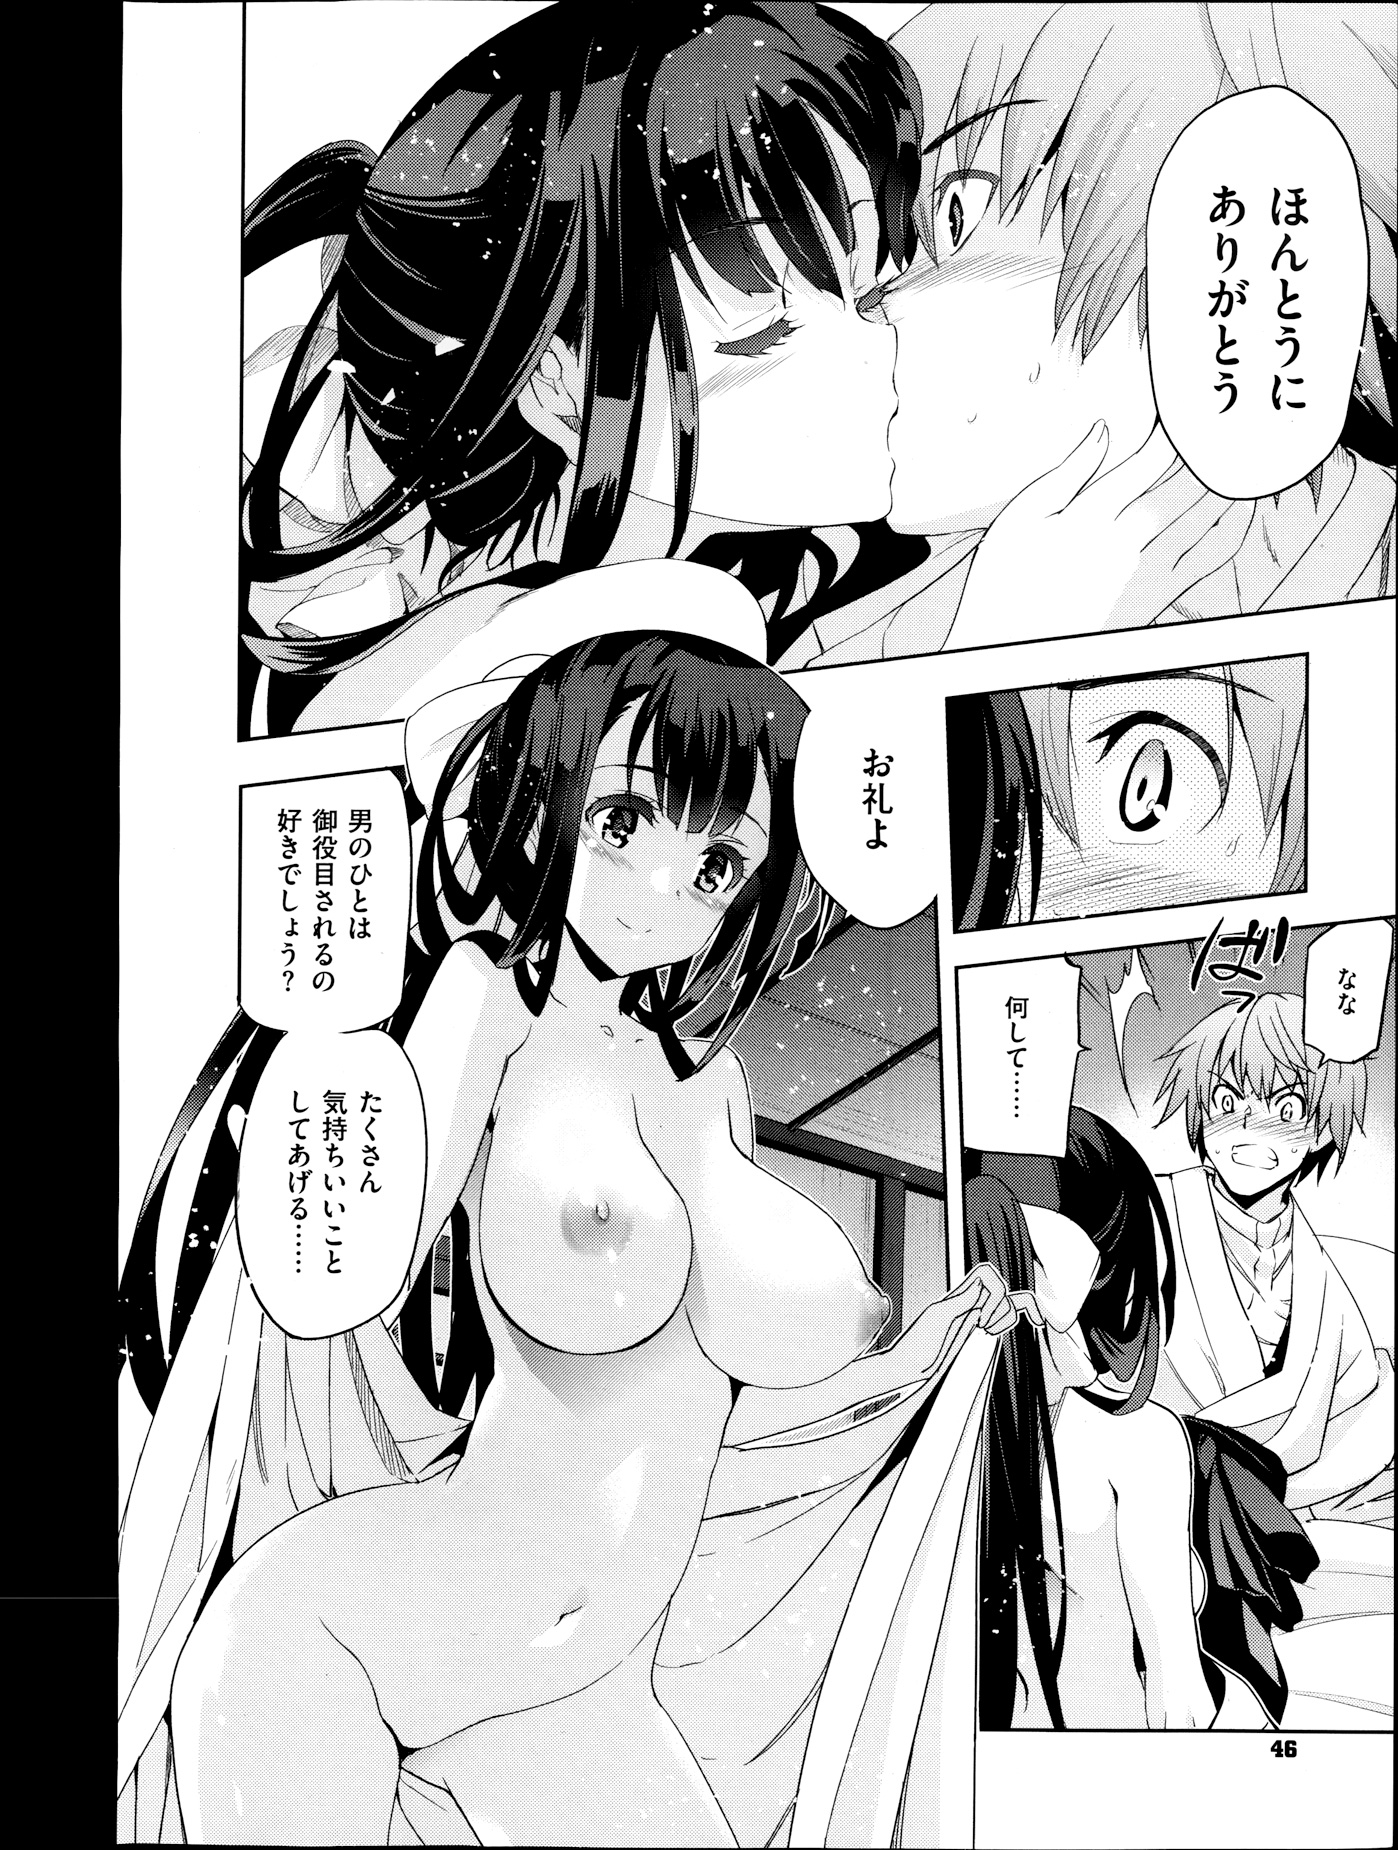 ほんとうに
ありがとう
ばっ
なな
何して……
お礼よ
男のひとは
御役目されるの
好きでしょう？
たくさん
気持ちいいこと
してあげる……
46